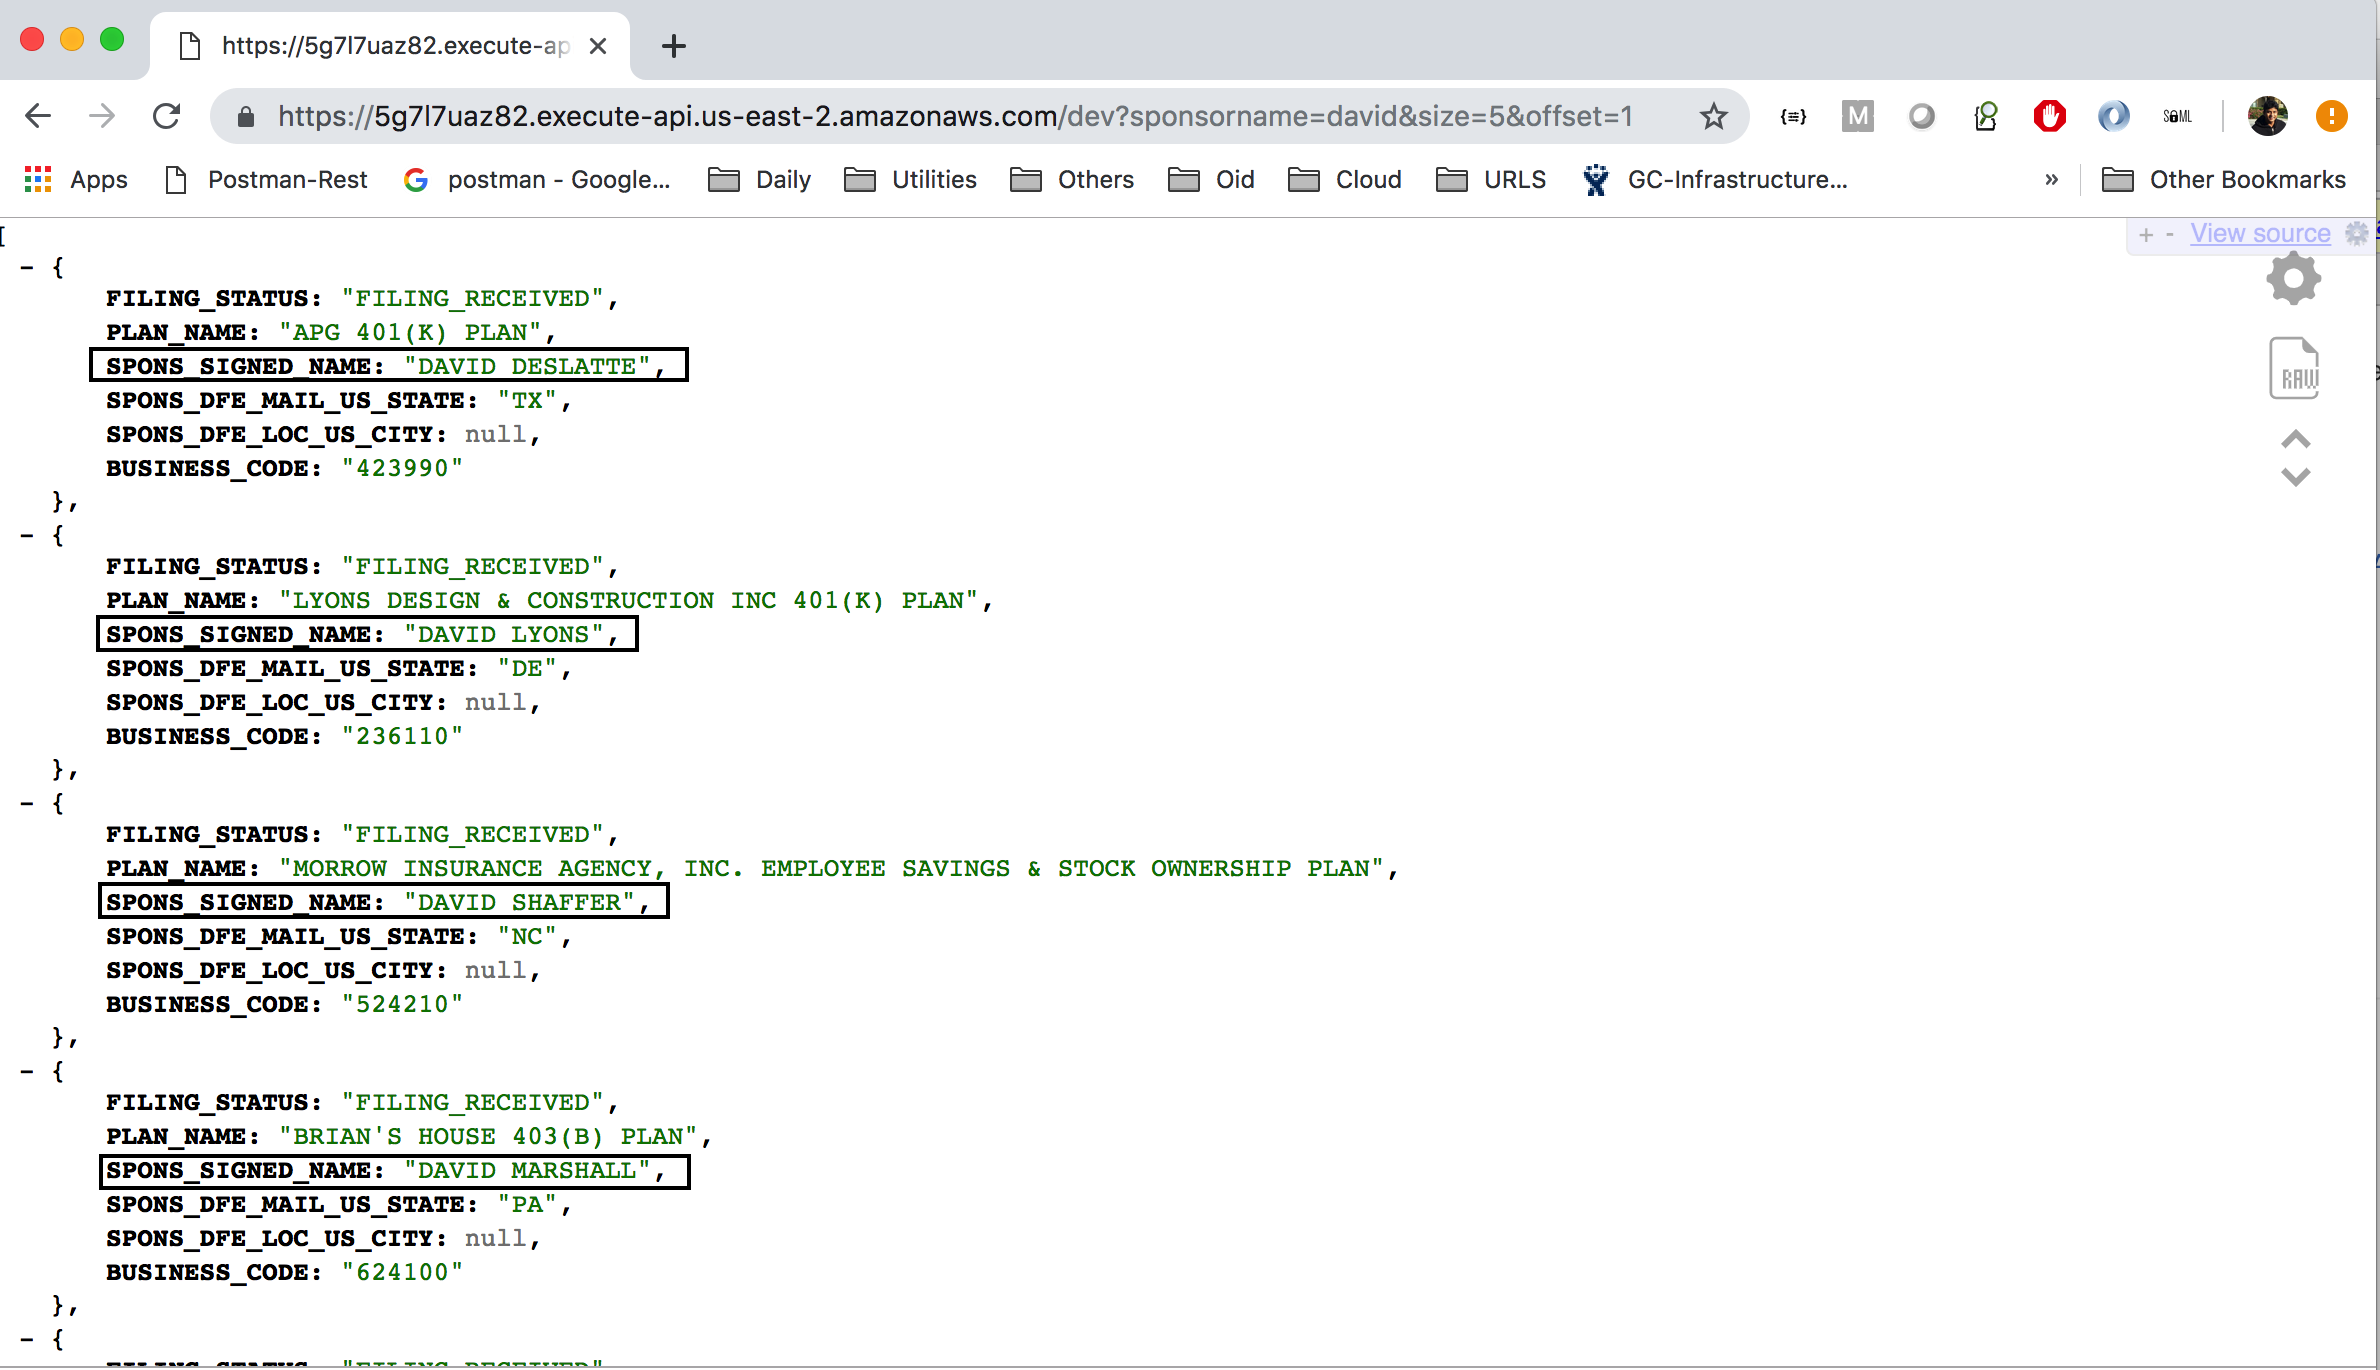 https://5g7l7uaz82.execute-ap
https://5g7l7uaz82.execute-api.us-east-2.amazonaws.com/dev?sponsorname=david&size=5&offset=1
Apps Postman-Rest postman - Google... Daily Utilities Others Oid Cloud URLS GC-Infrastructure... » Other Bookmarks
[
+ - View source
- {
FILING_STATUS: "FILING_RECEIVED",
PLAN_NAME: "APG 401(K) PLAN",
SPONS_SIGNED_NAME: "DAVID DESLATTE",
RAW
SPONS_DFE_MAIL_US_STATE: "TX",
SPONS_DFE_LOC_US_CITY: null,
BUSINESS_CODE: "423990"
},
- {
FILING_STATUS: "FILING_RECEIVED",
PLAN_NAME: "LYONS DESIGN & CONSTRUCTION INC 401(K) PLAN",
SPONS_SIGNED_NAME: "DAVID LYONS",
SPONS_DFE_MAIL_US_STATE: "DE",
SPONS_DFE_LOC_US_CITY: null,
BUSINESS_CODE: "236110"
},
- {
FILING_STATUS: "FILING_RECEIVED",
PLAN_NAME: "MORROW INSURANCE AGENCY, INC. EMPLOYEE SAVINGS & STOCK OWNERSHIP PLAN",
SPONS_SIGNED_NAME: "DAVID SHAFFER",
SPONS_DFE_MAIL_US_STATE: "NC",
SPONS_DFE_LOC_US_CITY: null,
BUSINESS_CODE: "524210"
},
- {
FILING_STATUS: "FILING_RECEIVED",
PLAN_NAME: "BRIAN'S HOUSE 403(B) PLAN",
SPONS_SIGNED_NAME: "DAVID MARSHALL",
SPONS_DFE_MAIL_US_STATE: "PA",
SPONS_DFE_LOC_US_CITY: null,
BUSINESS_CODE: "624100"
},
- {
FILING_STATUS: "FILING_RECEIVED"